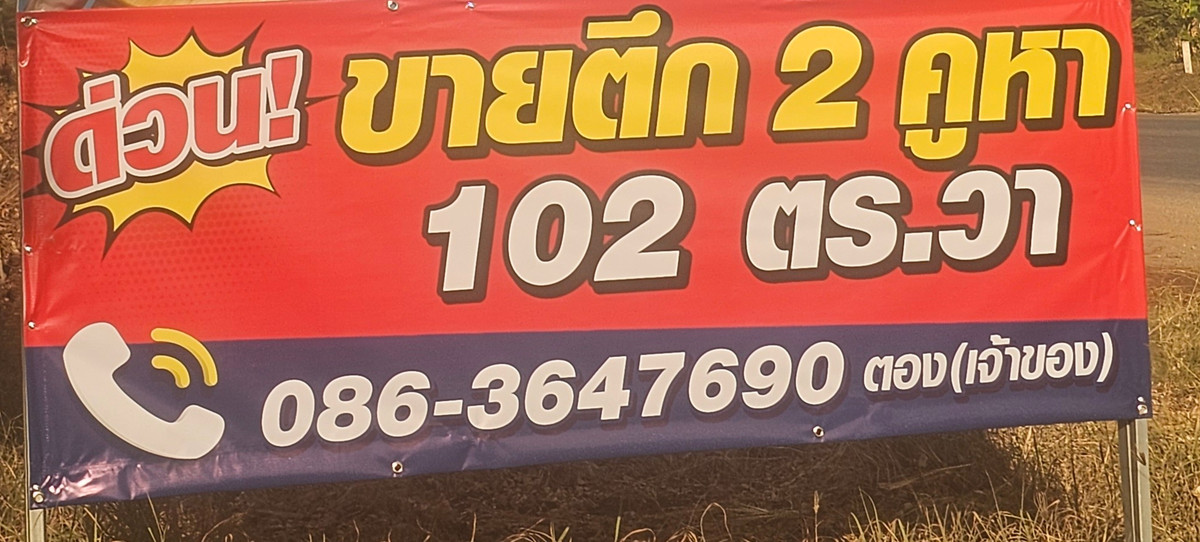 ด่วน! ขายตึก 2 คูหา
102 ตร.วา
086-3647690 ตอง(เจ้าของ)